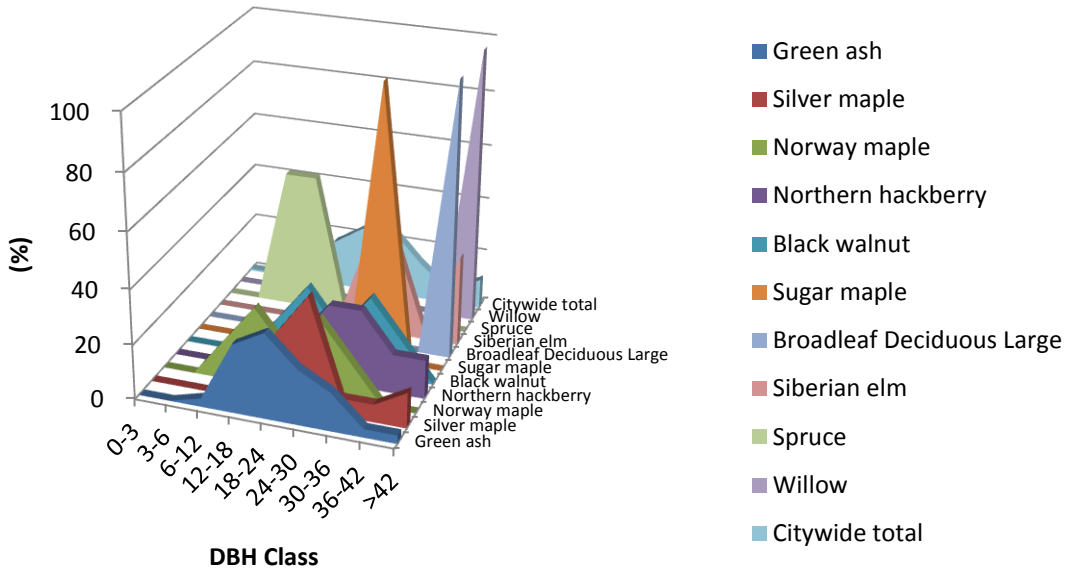 100
80
60
40
20
0
(%)
0-3
3-6
6-12
12-18
18-24
24-30
30-36
36-42
>42
DBH Class
Citywide total
Willow
Spruce
Siberian elm
Broadleaf Deciduous Large
Sugar maple
Black walnut
Northern hackberry
Norway maple
Silver maple
Green ash
Green ash
Silver maple
Norway maple
Northern hackberry
Black walnut
Sugar maple
Broadleaf Deciduous Large
Siberian elm
Spruce
Willow
Citywide total